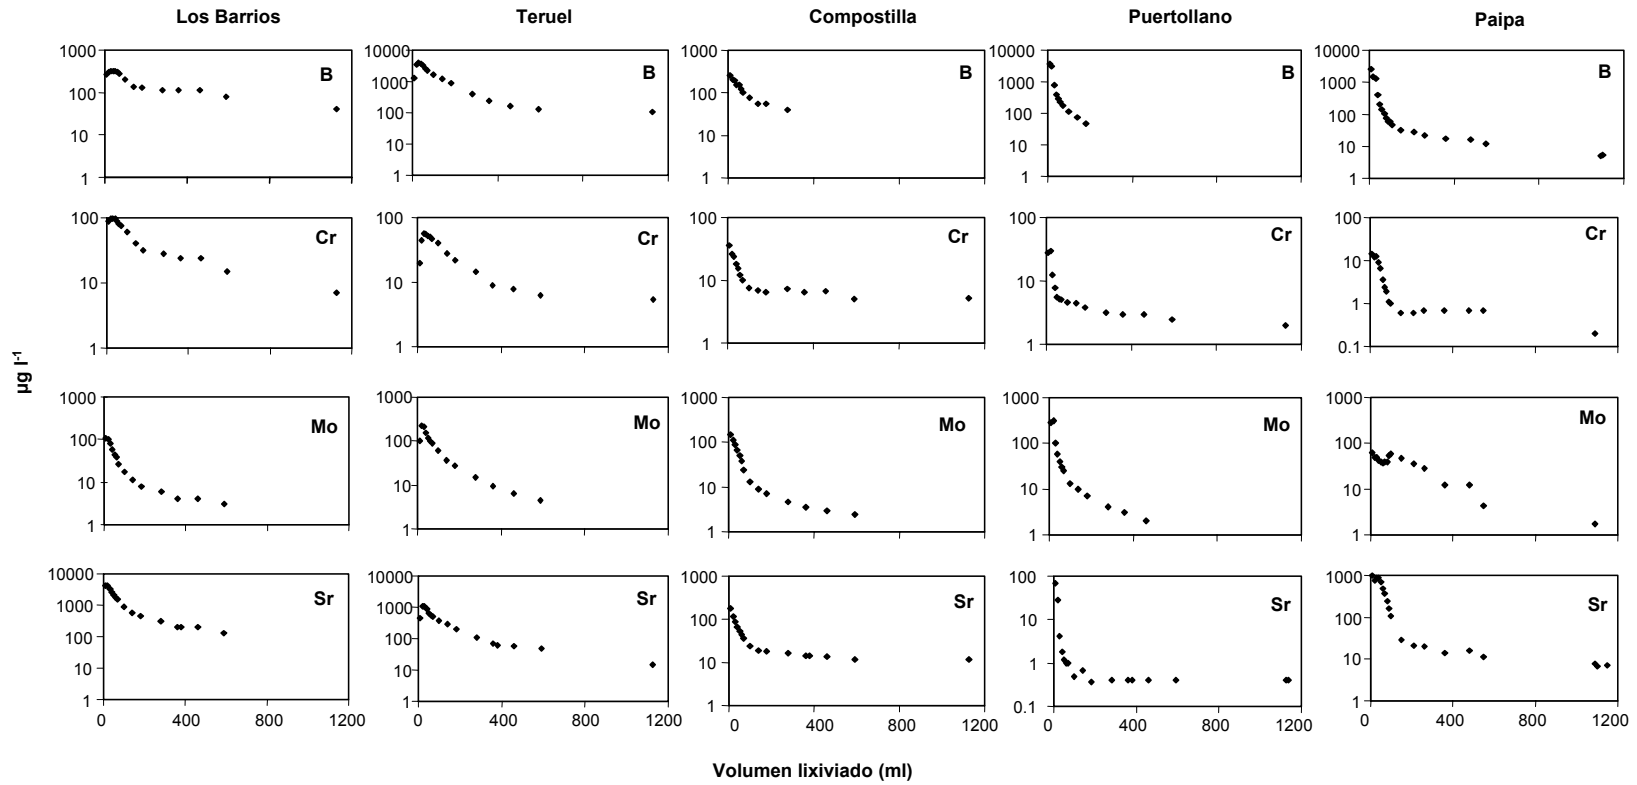 Los Barrios Teruel Compostilla Puertollano Paipa
1000 10000 1000 10000 10000
B B B B B
1000 1000 1000
100 100 100 100 100
10 10 10 10 10
1 1 1 1 1
100 100 100 100 100
Cr Cr Cr Cr Cr
10 10 10 10 10
1
1 1 1 1 0.1
µg l-1
1000 1000 1000 1000 1000
Mo Mo Mo Mo Mo
100 100 100 100 100
10 10 10 10 10
1 1 1 1 1
10000 10000 1000 100 1000
Sr Sr Sr Sr Sr
1000 1000
100 100 100 10 100
10 10 10 1 10
1 1 1 0.1 1
0 400 800 1200 0 400 800 1200 0 400 800 1200 0 400 800 1200 0 400 800 1200
Volumen lixiviado (ml)